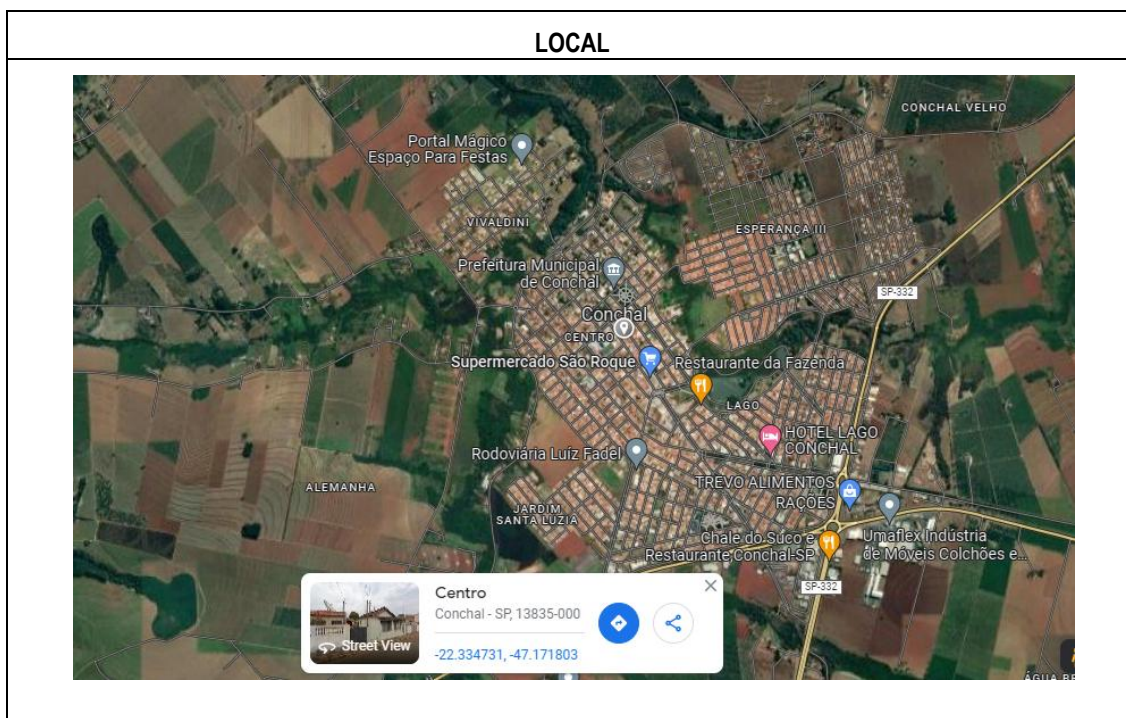 LOCAL
CONCHAL VELHO
Portal Mágico
Espaço Para Festas
VIVALDINI
ESPERANÇA III
Prefeitura Municipal
de Conchal
SP-332
Conchal
CENTRO
Supermercado São Roque
Restaurante da Fazenda
LAGO
HOTEL LAGO
CONCHAL
Rodoviária Luíz Fadel
TREVO ALIMENTOS
RAÇÕES
ALEMANHA
JARDIM
SANTA LUZIA
Chale do Suco e
Restaurante Conchal-SP
Umaflex Indústria
de Móveis Colchões e...
SP-332
Centro
Conchal - SP, 13835-000
Street View
-22.334731, -47.171803